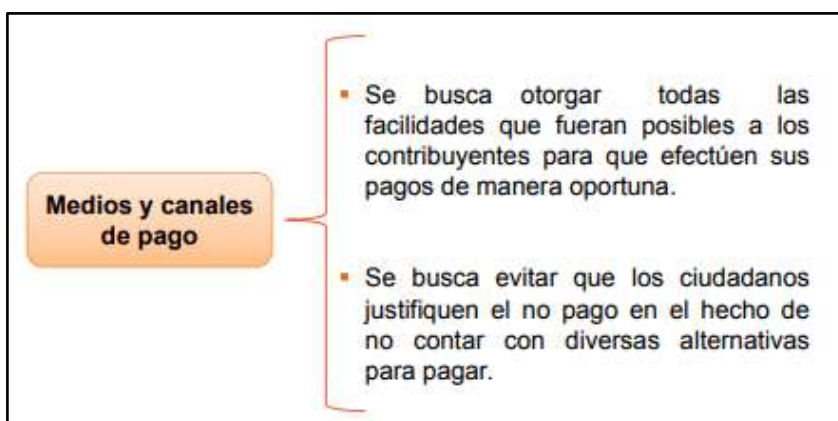 Medios y canales
de pago
▪ Se busca otorgar todas las
facilidades que fueran posibles a los
contribuyentes para que efectúen sus
pagos de manera oportuna.
▪ Se busca evitar que los ciudadanos
justifiquen el no pago en el hecho de
no contar con diversas alternativas
para pagar.